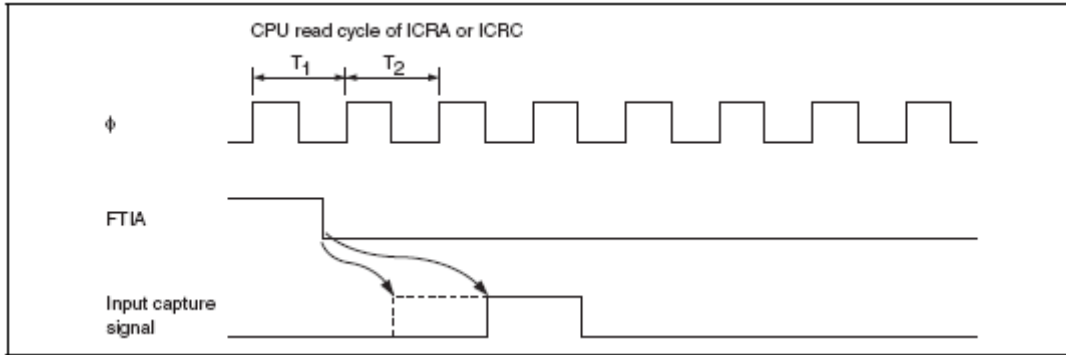 CPU read cycle of ICRA or ICRC
T1 T2
ϕ
FTIA
Input capture
signal